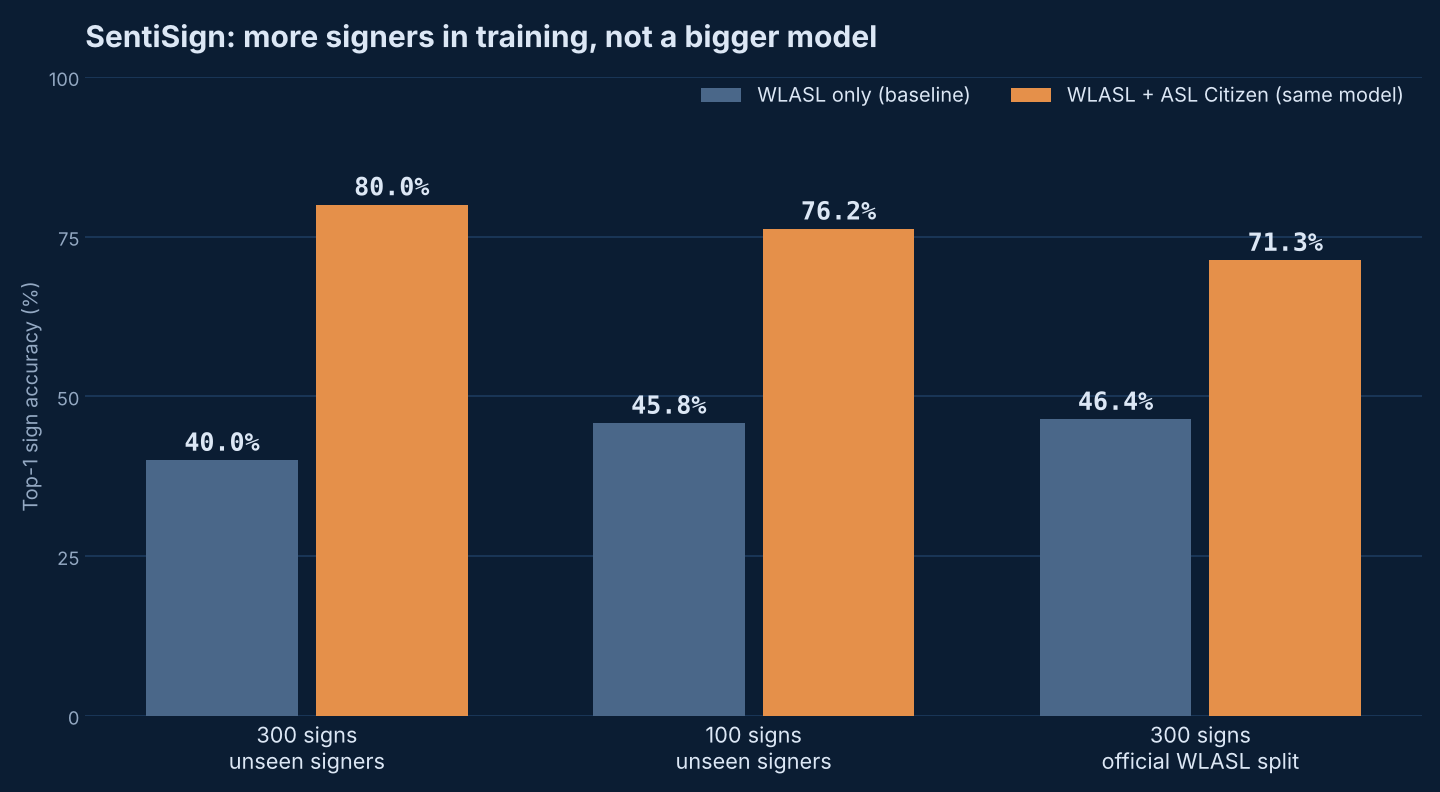 SentiSign: more signers in training, not a bigger model
100
WLASL only (baseline)
WLASL + ASL Citizen (same model)
80.0%
76.2%
75
71.3%
Top-1 sign accuracy (%)
50
45.8%
46.4%
40.0%
25
0
300 signs
unseen signers
100 signs
unseen signers
300 signs
official WLASL split